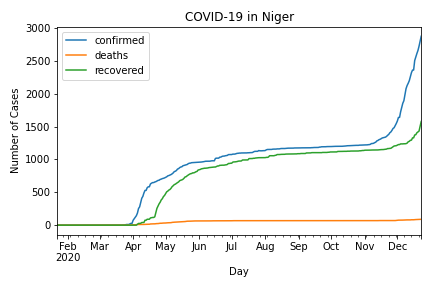 COVID-19 in Niger
confirmed
deaths
recovered
Number of Cases
3000
2500
2000
1500
1000
500
0
Feb Mar Apr May Jun Jul Aug Sep Oct Nov Dec
2020
Day